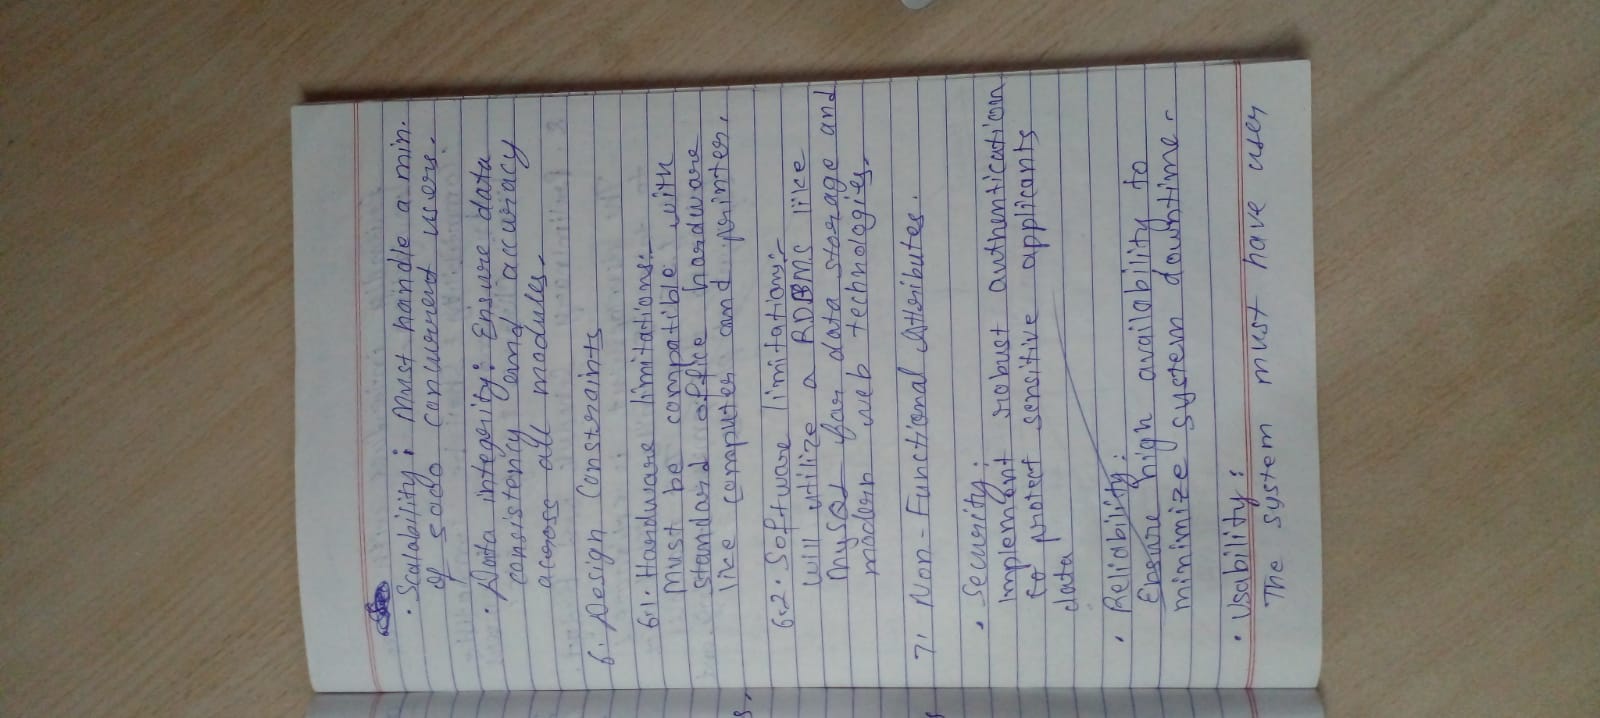 • Scalability: Must handle a min.
of 5000 concurrent users.
• Data integrity: Ensure data
consistency and accuracy
across all modules.
6. Design Constraints
6.1. Hardware limitations:-
Must be compatible with
standard office hardware
like computer and printer.
6.2. Software limitation:-
will utilize a RDBMS like
MySQL for data storage and
modern web technologies.
7. Non-Functional Attributes.
• Security:
Implement robust authentication
to protect sensitive applicants
data
• Reliability:
Ensure high availability to
minimize system downtime.
• Usability:
The system must have user